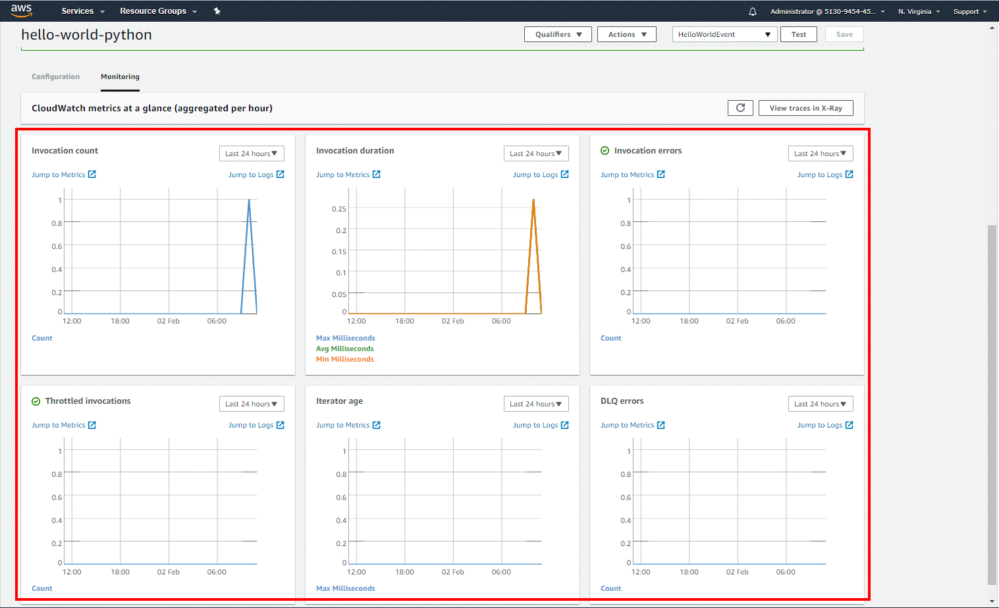 aws Services Resource Groups Administrator @ 5130-9454-45... N. Virginia Support
hello-world-python Qualifiers Actions HelloWorldEvent Test Save
Configuration Monitoring
CloudWatch metrics at a glance (aggregated per hour) View traces in X-Ray
Invocation count Last 24 hours
Jump to Metrics Jump to Logs
1
0.8
0.6
0.4
0.2
0
12:00 18:00 02 Feb 06:00
Count
Invocation duration Last 24 hours
Jump to Metrics Jump to Logs
0.25
0.2
0.15
0.1
0.05
0
12:00 18:00 02 Feb 06:00
Max Milliseconds
Avg Milliseconds
Min Milliseconds
Invocation errors Last 24 hours
Jump to Metrics Jump to Logs
1
0.8
0.6
0.4
0.2
0
12:00 18:00 02 Feb 06:00
Count
Throttled invocations Last 24 hours
Jump to Metrics Jump to Logs
1
0.8
0.6
0.4
0.2
0
12:00 18:00 02 Feb 06:00
Count
Iterator age Last 24 hours
Jump to Metrics Jump to Logs
1
0.8
0.6
0.4
0.2
0
12:00 18:00 02 Feb 06:00
Max Milliseconds
DLQ errors Last 24 hours
Jump to Metrics Jump to Logs
1
0.8
0.6
0.4
0.2
0
12:00 18:00 02 Feb 06:00
Count